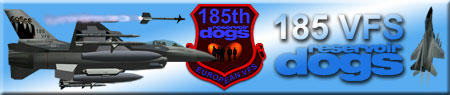 185th
reservoir
dogs
EUROPEAN VFS
185 VFS
reservoir
dogs